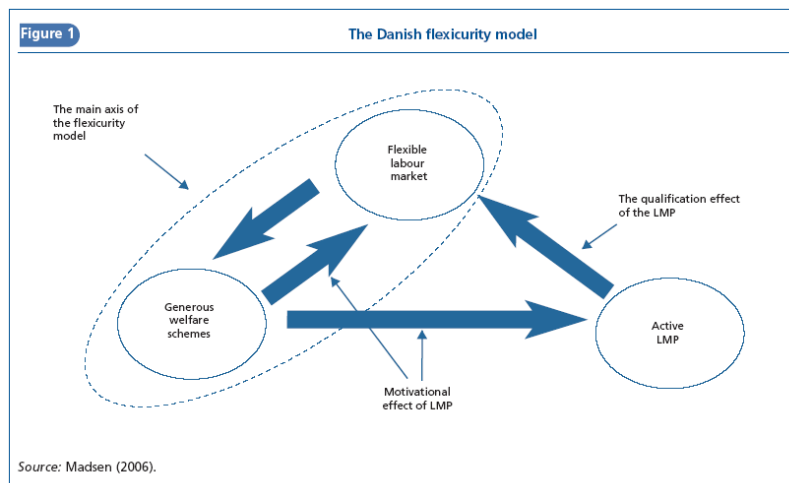 Figure 1
The Danish flexicurity model
The main axis of
the flexicurity
model
Flexible
labour
market
The qualification effect
of the LMP
Generous
welfare
schemes
Active
LMP
Motivational
effect of LMP
Source: Madsen (2006).